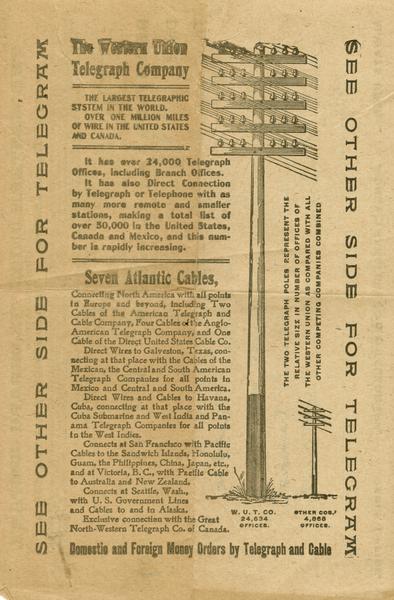 SEE OTHER SIDE FOR TELEGRAM
The Western Union
Telegraph Company
THE LARGEST TELEGRAPHIC
SYSTEM IN THE WORLD.
OVER ONE MILLION MILES
OF WIRE IN THE UNITED STATES
AND CANADA.
It has over 24,000 Telegraph
Offices, including Branch Offices.
It has also Direct Connection
by Telegraph or Telephone with as
many more remote and smaller
stations, making a total list of
over 50,000 in the United States,
Canada and Mexico, and this num-
ber is rapidly increasing.
Seven Atlantic Cables,
Connecting North America with all points
in Europe and beyond, including Two
Cables of the American Telegraph and
Cable Company, Four Cables of the Anglo-
American Telegraph Company, and One
Cable of the Direct United States Cable Co.
Direct Wires to Galveston, Texas, con-
necting at that place with the Cables of the
Mexican, the Central and South American
Telegraph Companies for all points in
Mexico and Central and South America.
Direct Wires and Cables to Havana,
Cuba, connecting at that place with the
Cuba Submarine and West India and Pan-
ama Telegraph Companies for all points
in the West Indies.
Connects at San Francisco with Pacific
Cables to the Sandwich Islands, Honolulu,
Guam, the Philippines, China, Japan, etc.,
and at Victoria, B. C., with Pacific Cable
to Australia and New Zealand.
Connects at Seattle, Wash.,
with U. S. Government Lines
and Cables to and in Alaska.
Exclusive connection with the Great
North-Western Telegraph Co. of Canada.
THE TWO TELEGRAPH POLES REPRESENT THE
RELATIVE SIZE IN NUMBER OF OFFICES OF
THE WESTERN UNION AS COMPARED WITH ALL
OTHER COMPETING COMPANIES COMBINED
W. U. T. CO.
24,634
OFFICES.
OTHER COS.
4,868
OFFICES.
Domestic and Foreign Money Orders by Telegraph and Cable
SEE OTHER SIDE FOR TELEGRAM